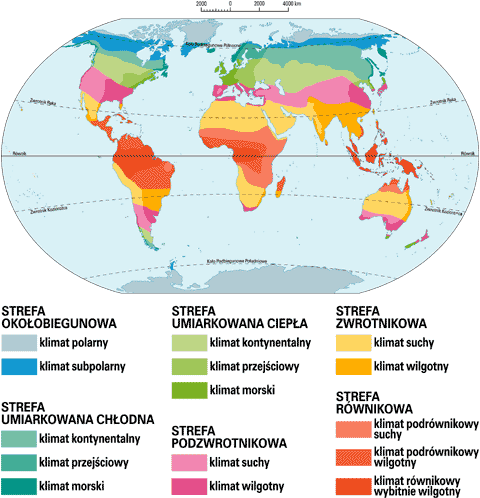 2000 0 2000 4000 km
Koło Podbiegunowe Północne
Zwrotnik Raka
Zwrotnik Raka
Równik
Równik
Zwrotnik Koziorożca
Zwrotnik Koziorożca
Koło Podbiegunowe Południowe
STREFA
OKOŁOBIEGUNOWA
klimat polarny
klimat subpolarny
STREFA
UMIARKOWANA CHŁODNA
klimat kontynentalny
klimat przejściowy
klimat morski
STREFA
UMIARKOWANA CIEPŁA
klimat kontynentalny
klimat przejściowy
klimat morski
STREFA
PODZWROTNIKOWA
klimat suchy
klimat wilgotny
STREFA
ZWROTNIKOWA
klimat suchy
klimat wilgotny
STREFA
RÓWNIKOWA
klimat podrównikowy
suchy
klimat podrównikowy
wilgotny
klimat równikowy
wybitnie wilgotny